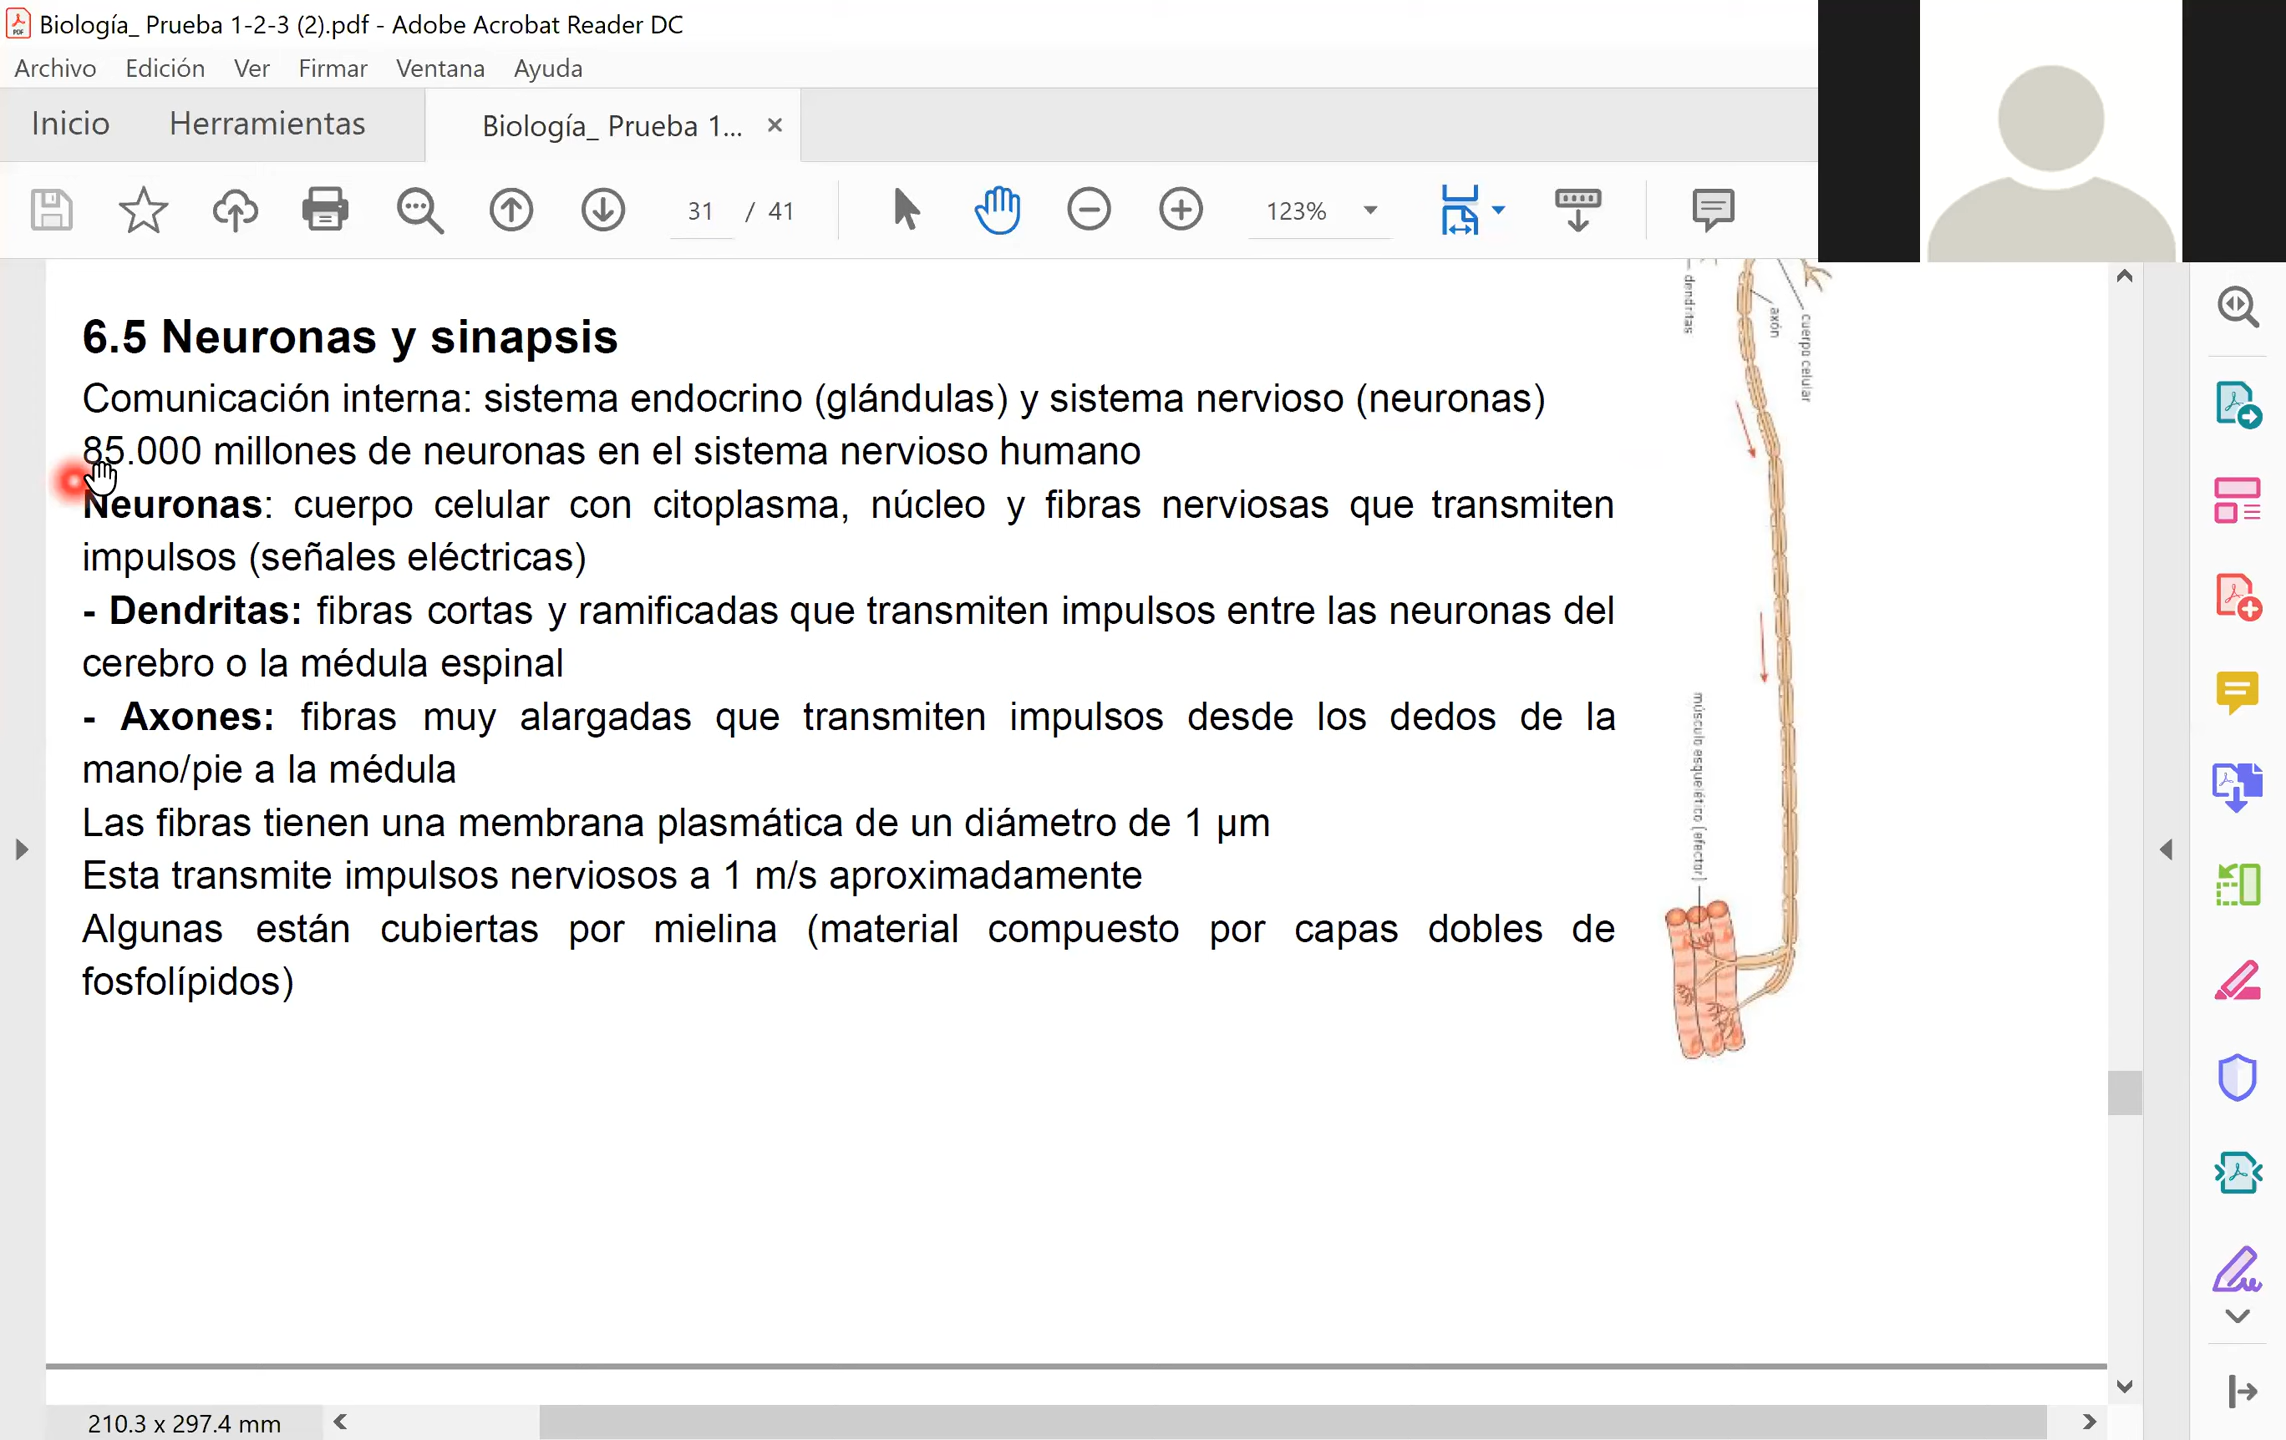 Biología_ Prueba 1-2-3 (2).pdf - Adobe Acrobat Reader DC
Archivo Edición Ver Firmar Ventana Ayuda
Inicio Herramientas Biología_ Prueba 1... ×
31 / 41 123%
6.5 Neuronas y sinapsis
Comunicación interna: sistema endocrino (glándulas) y sistema nervioso (neuronas)
85.000 millones de neuronas en el sistema nervioso humano
Neuronas: cuerpo celular con citoplasma, núcleo y fibras nerviosas que transmiten
impulsos (señales eléctricas)
- Dendritas: fibras cortas y ramificadas que transmiten impulsos entre las neuronas del
cerebro o la médula espinal
- Axones: fibras muy alargadas que transmiten impulsos desde los dedos de la
mano/pie a la médula
Las fibras tienen una membrana plasmática de un diámetro de 1 μm
Esta transmite impulsos nerviosos a 1 m/s aproximadamente
Algunas están cubiertas por mielina (material compuesto por capas dobles de
fosfolípidos)
dendritas
axón
cuerpo celular
músculo esquelético (efector)
210.3 x 297.4 mm